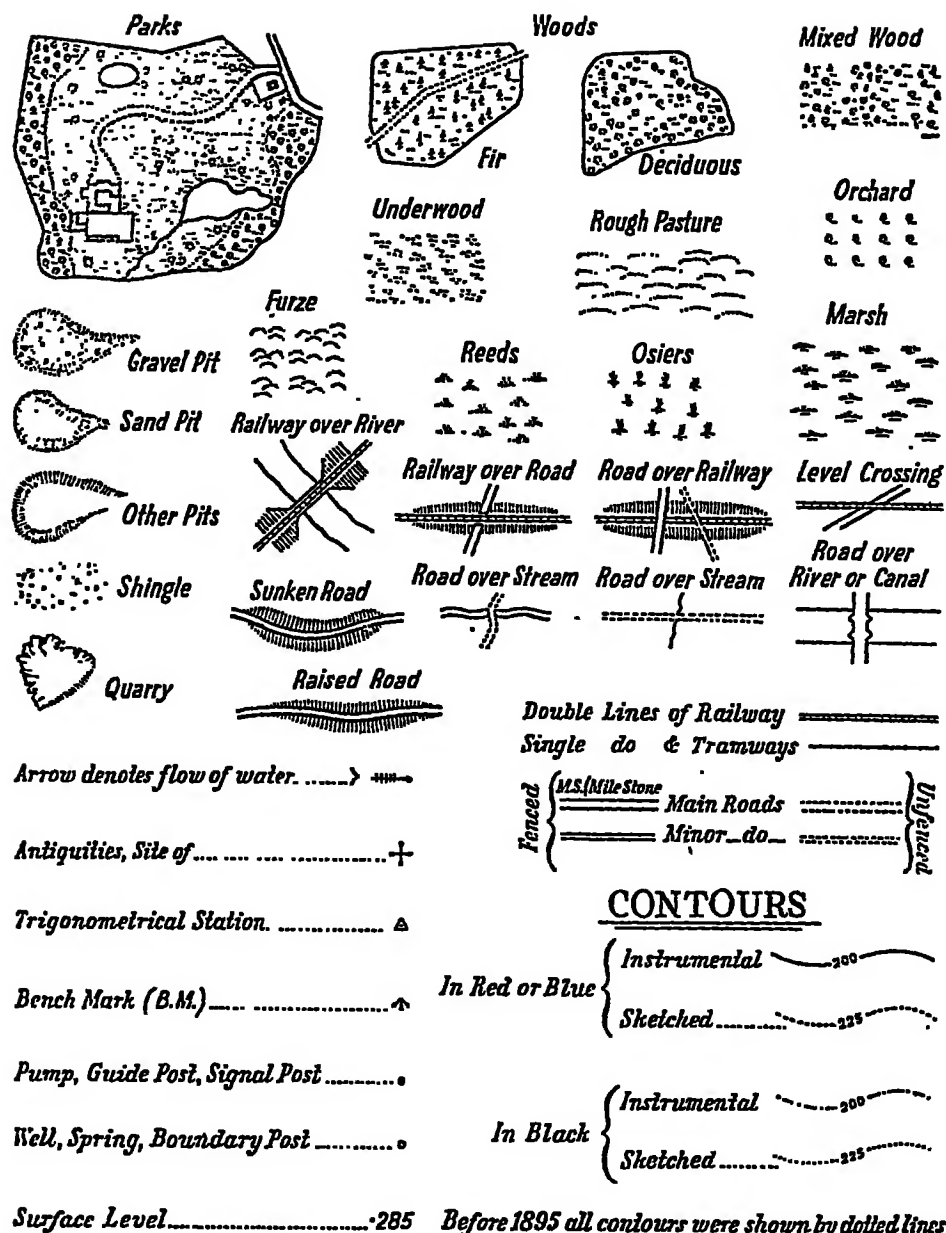 Parks
Woods
Mixed Wood
Fir
Deciduous
Underwood
Rough Pasture
Orchard
Furze
Marsh
Gravel Pit
Reeds
Osiers
Sand Pit
Railway over River
Railway over Road
Road over Railway
Level Crossing
Other Pits
Road over
River or Canal
Shingle
Sunken Road
Road over Stream
Road over Stream
Quarry
Raised Road
Double Lines of Railway
Single do & Tramways
Arrow denotes flow of water
Fenced
M.S. (Mile Stone
Main Roads
Minor do
Unfenced
Antiquities, Site of
Trigonometrical Station.
Bench Mark (B.M.)
Pump, Guide Post, Signal Post
Well, Spring, Boundary Post
Surface Level ·285
CONTOURS
In Red or Blue
Instrumental 200
Sketched 225
In Black
Instrumental 200
Sketched 225
Before 1895 all contours were shown by dotted lines